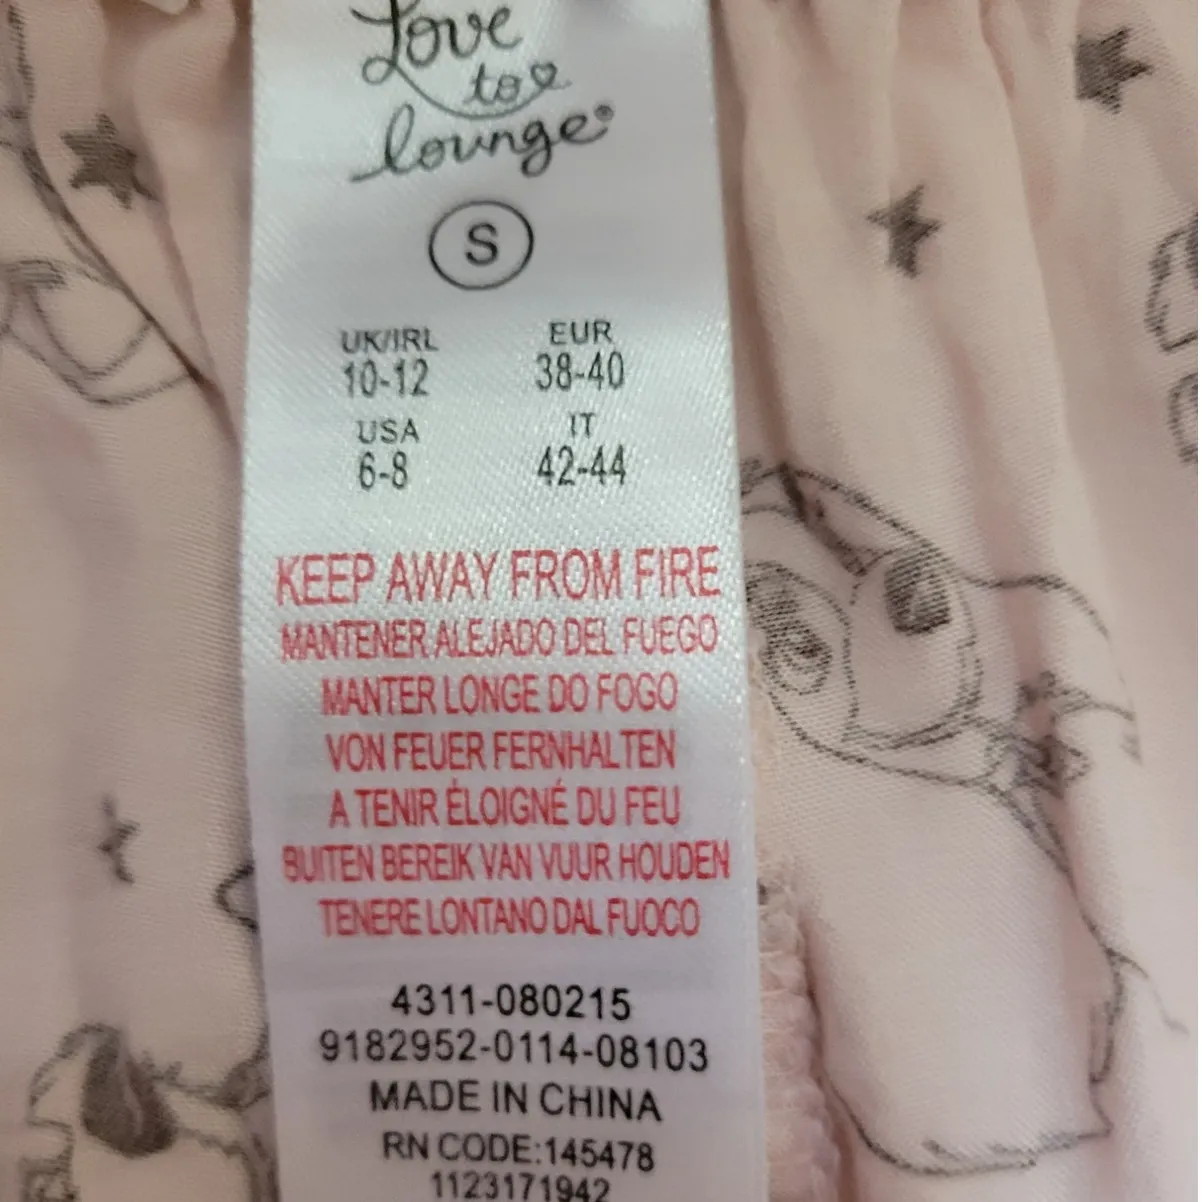 Love
to
lounge®
S
UK/IRL EUR
10-12 38-40
USA IT
6-8 42-44
KEEP AWAY FROM FIRE
MANTENER ALEJADO DEL FUEGO
MANTER LONGE DO FOGO
VON FEUER FERNHALTEN
A TENIR ÉLOIGNÉ DU FEU
BUITEN BEREIK VAN VUUR HOUDEN
TENERE LONTANO DAL FUOCO
4311-080215
9182952-0114-08103
MADE IN CHINA
RN CODE:145478
1123171942